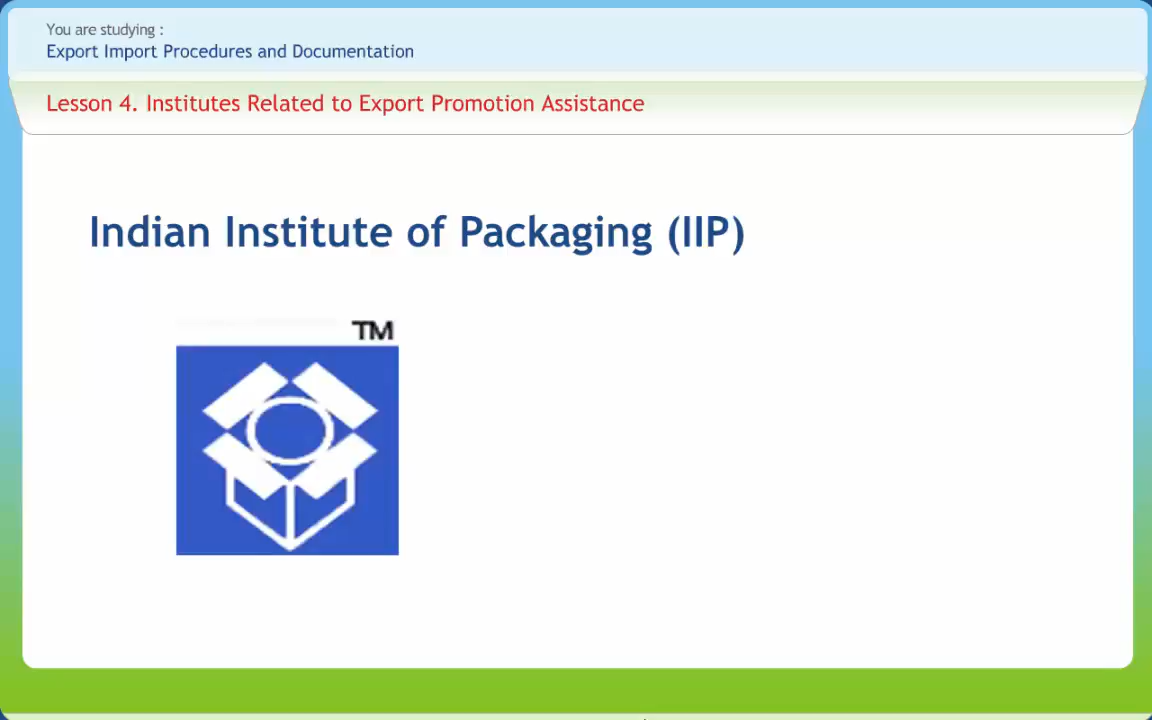 You are studying :
Export Import Procedures and Documentation
Lesson 4. Institutes Related to Export Promotion Assistance
Indian Institute of Packaging (IIP)
TM